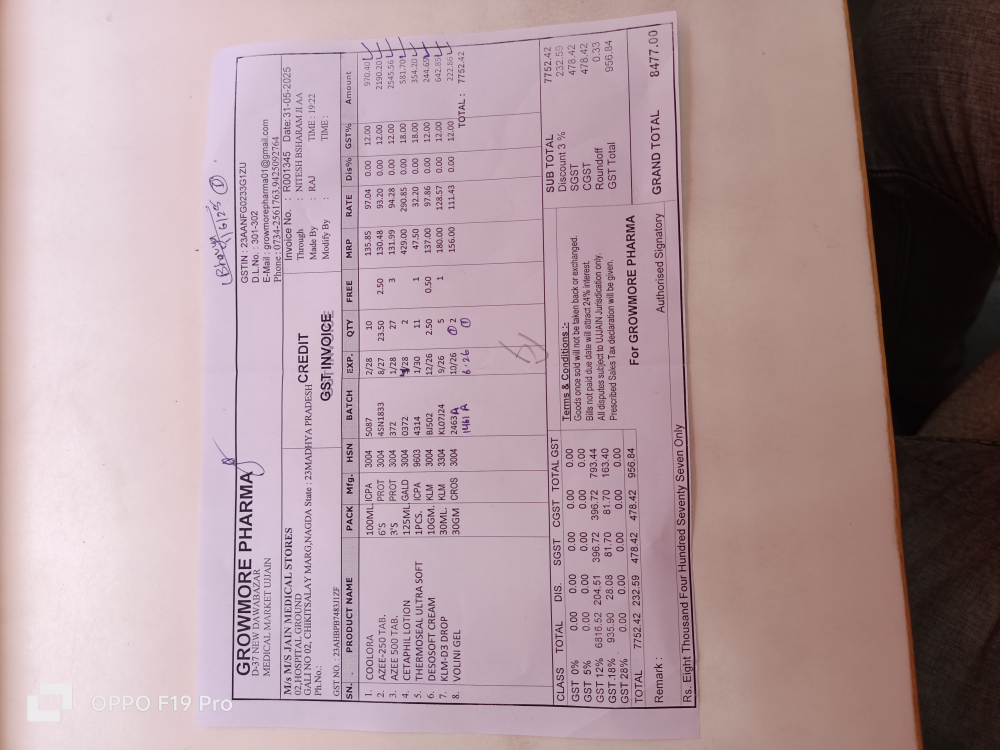 GROWMORE PHARMA
D-37 NEW DAWABAZAR
MEDICAL MARKET UJJAIN
GSTIN : 23AANFG0233G1ZU
D.L.No. : 301-302
E-Mail : growmorepharma01@gmail.com
Phone : 0734-2561763,9425092764
M/s M/S JAIN MEDICAL STORES
02,HOSPITAL GROUND
GALI NO 02, CHIKITSALAY MARG,NAGDA State : 23MADHYA PRADESH
Ph.No.:
GST NO : 23AHBPB7483J1ZF
CREDIT
GST INVOICE
Invoice No. : R001345 Date: 31-05-2025
Through : NITESH BSHARAM JI AA
Made By : RAJ TIME : 19:22
Modify By : TIME :
SN. PRODUCT NAME PACK Mfg. HSN BATCH EXP. QTY FREE MRP RATE Dis% GST% Amount
1. COOLORA 100ML ICPA 3004 5087 2/28 10 135.85 97.04 0.00 12.00 970.40
2. AZEE-250 TAB. 6'S PROT 3004 45N1833 8/27 23.50 2.50 130.48 93.20 0.00 12.00 2190.20
3. AZEE 500 TAB. 3'S PROT 3004 372 1/28 27 3 131.99 94.28 0.00 12.00 2545.56
4. CETAPHIL LOTION 125ML GALD 3004 0372 /28 2 429.00 290.85 0.00 18.00 581.70
5. THERMOSEAL ULTRA SOFT 1PCS. ICPA 9603 4314 1/30 11 1 47.50 32.20 0.00 18.00 354.20
6. DESOSOFT CREAM 10GM. KLM 3004 BJ502 12/26 2.50 0.50 137.00 97.86 0.00 12.00 244.65
7. KLM-D3 DROP 30ML. KLM 3304 KL07J24 9/26 5 1 180.00 128.57 0.00 12.00 642.85
8. VOLINI GEL 30GM CROS 3004 2463A 10/26 ① 2 156.00 111.43 0.00 12.00 222.86
1461 A 6-26 ①
TOTAL : 7752.42
CLASS TOTAL DIS. SGST CGST TOTAL GST
GST 0% 0.00 0.00 0.00 0.00 0.00
GST 5% 0.00 0.00 0.00 0.00 0.00
GST 12% 6816.52 204.51 396.72 396.72 793.44
GST 18% 935.90 28.08 81.70 81.70 163.40
GST 28% 0.00 0.00 0.00 0.00 0.00
TOTAL 7752.42 232.59 478.42 478.42 956.84
Terms & Conditions :-
Goods once sold will not be taken back or exchanged.
Bills not paid due date will attract 24% interest.
All disputes subject to UJJAIN Jurisdication only.
Prescribed Sales Tax declaration will be given.
For GROWMORE PHARMA
Authorised Signatory
SUB TOTAL 7752.42
Discount 3 % 232.59
SGST 478.42
CGST 478.42
Roundoff 0.33
GST Total 956.84
GRAND TOTAL 8477.00
Remark :
Rs. Eight Thousand Four Hundred Seventy Seven Only
OPPO F19 Pro